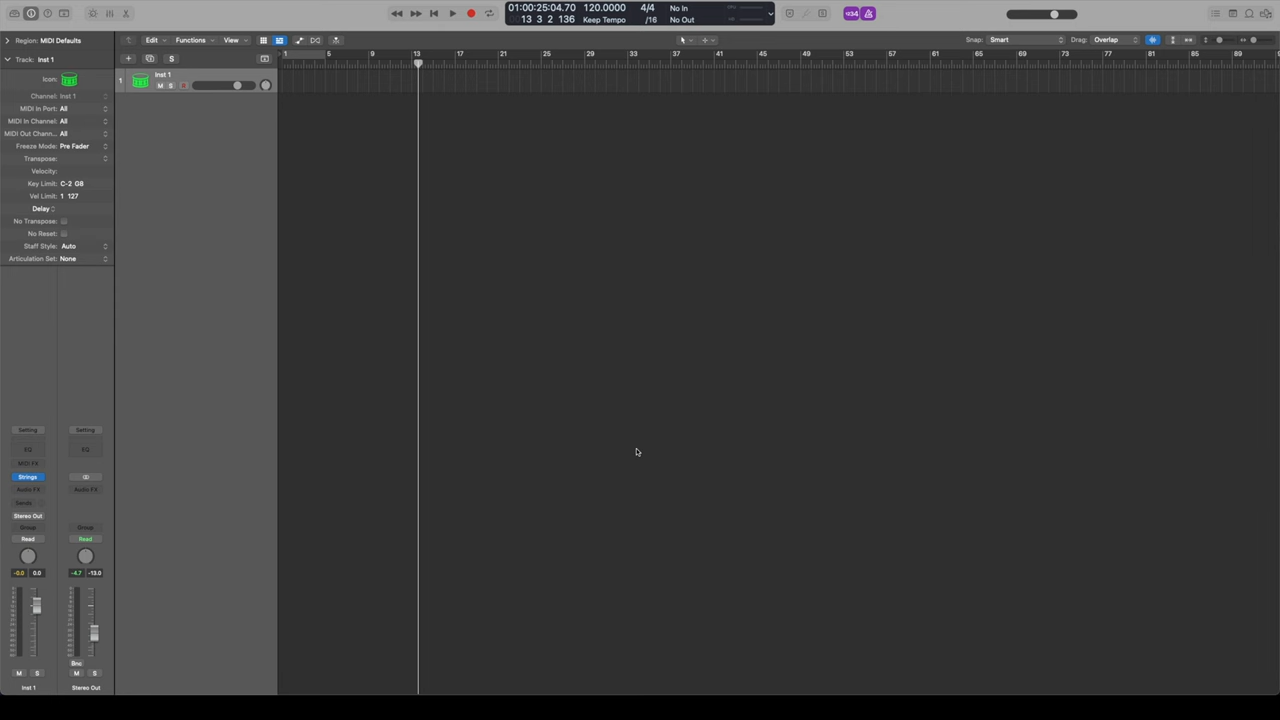 01:00:25:04.70 120.0000 4/4 No In
13 3 2 136 Keep Tempo /16 No Out
1234
Region: MIDI Defaults
Edit Functions View
Snap: Smart Drag: Overlap
Track: Inst 1
1 5 9 13 17 21 25 29 33 37 41 45 49 53 57 61 65 69 73 77 81 85 89
S
Icon:
1 Inst 1
M S R
Channel: Inst 1
MIDI In Port: All
MIDI In Channel: All
MIDI Out Chann... All
Freeze Mode: Pre Fader
Transpose:
Velocity:
Key Limit: C-2 G8
Vel Limit: 1 127
Delay
No Transpose:
No Reset:
Staff Style: Auto
Articulation Set: None
Setting Setting
EQ EQ
MIDI FX
Strings
Audio FX Audio FX
Sends
Stereo Out
Group Group
Read Read
-0.0 0.0 -4.7 -13.0
Bnc
M S M S
Inst 1 Stereo Out